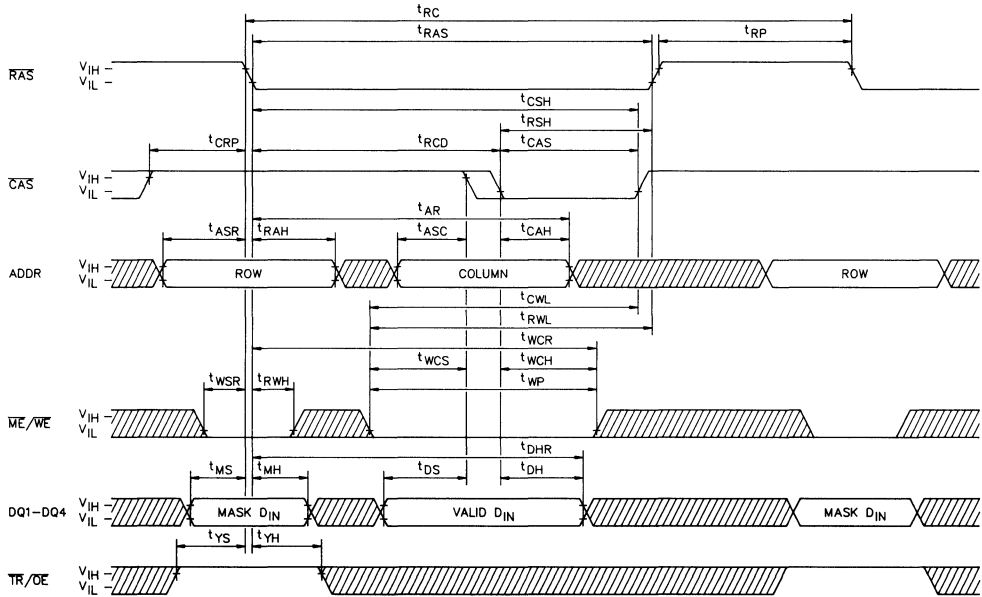 tRC
tRAS
tRP
RAS
VIH
VIL
tCSH
tRSH
tCRP
tRCD
tCAS
CAS
VIH
VIL
tAR
tASR
tRAH
tASC
tCAH
ADDR
VIH
VIL
ROW
COLUMN
ROW
tCWL
tRWL
tWCR
tWCS
tWCH
tWSR
tRWH
tWP
ME/WE
VIH
VIL
tDHR
tMS
tMH
tDS
tDH
DQ1-DQ4
VIH
VIL
MASK DIN
VALID DIN
MASK DIN
tYS
tYH
TR/OE
VIH
VIL